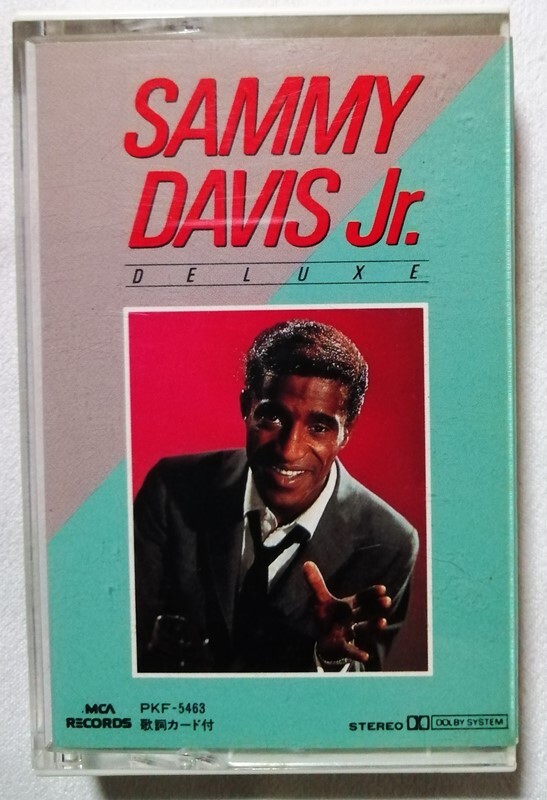 SAMMY
DAVIS Jr.
DELUXE
MCA PKF-5463
RECORDS 歌詞カード付
STEREO DOLBY SYSTEM